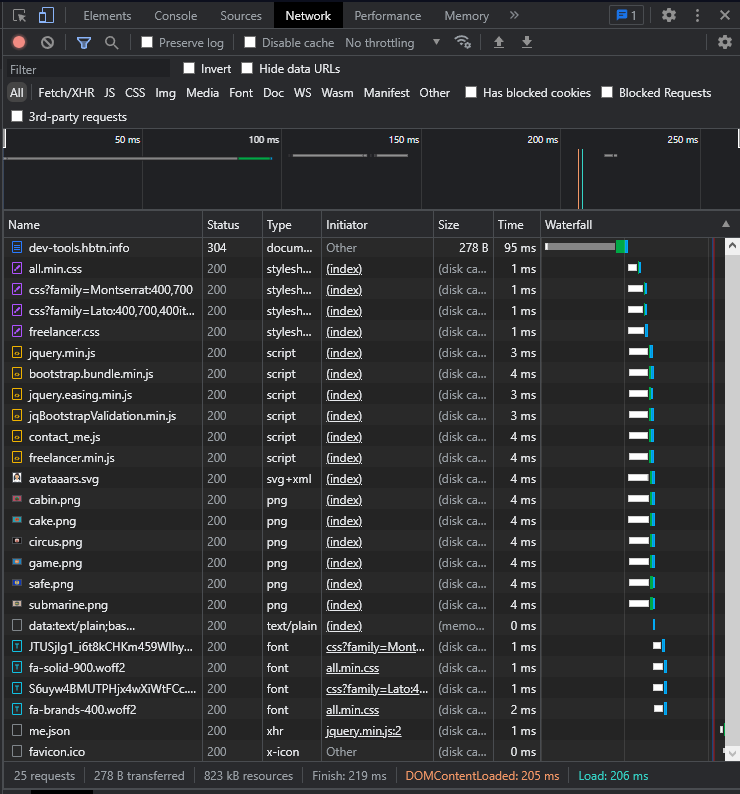 Elements Console Sources Network Performance Memory 1
Preserve log Disable cache No throttling
Filter Invert Hide data URLs
All Fetch/XHR JS CSS Img Media Font Doc WS Wasm Manifest Other Has blocked cookies Blocked Requests
3rd-party requests
50 ms 100 ms 150 ms 200 ms 250 ms
Name Status Type Initiator Size Time Waterfall
dev-tools.hbtn.info 304 docum... Other 278 B 95 ms
all.min.css 200 stylesh... (index) (disk ca... 1 ms
css?family=Montserrat:400,700 200 stylesh... (index) (disk ca... 1 ms
css?family=Lato:400,700,400it... 200 stylesh... (index) (disk ca... 1 ms
freelancer.css 200 stylesh... (index) (disk ca... 1 ms
jquery.min.js 200 script (index) (disk ca... 3 ms
bootstrap.bundle.min.js 200 script (index) (disk ca... 4 ms
jquery.easing.min.js 200 script (index) (disk ca... 3 ms
jqBootstrapValidation.min.js 200 script (index) (disk ca... 3 ms
contact_me.js 200 script (index) (disk ca... 4 ms
freelancer.min.js 200 script (index) (disk ca... 4 ms
avataaars.svg 200 svg+xml (index) (disk ca... 4 ms
cabin.png 200 png (index) (disk ca... 4 ms
cake.png 200 png (index) (disk ca... 4 ms
circus.png 200 png (index) (disk ca... 4 ms
game.png 200 png (index) (disk ca... 4 ms
safe.png 200 png (index) (disk ca... 4 ms
submarine.png 200 png (index) (disk ca... 4 ms
data:text/plain;bas... 200 text/plain (index) (memo... 0 ms
JTUSjIg1_i6t8kCHKm459WIhy... 200 font css?family=Mont... (disk ca... 1 ms
fa-solid-900.woff2 200 font all.min.css (disk ca... 1 ms
S6uyw4BMUTPHjx4wXiWtFCc.... 200 font css?family=Lato:4... (disk ca... 1 ms
fa-brands-400.woff2 200 font all.min.css (disk ca... 2 ms
me.json 200 xhr jquery.min.js:2 (disk ca... 1 ms
favicon.ico 200 x-icon Other (disk ca... 0 ms
25 requests 278 B transferred 823 kB resources Finish: 219 ms DOMContentLoaded: 205 ms Load: 206 ms